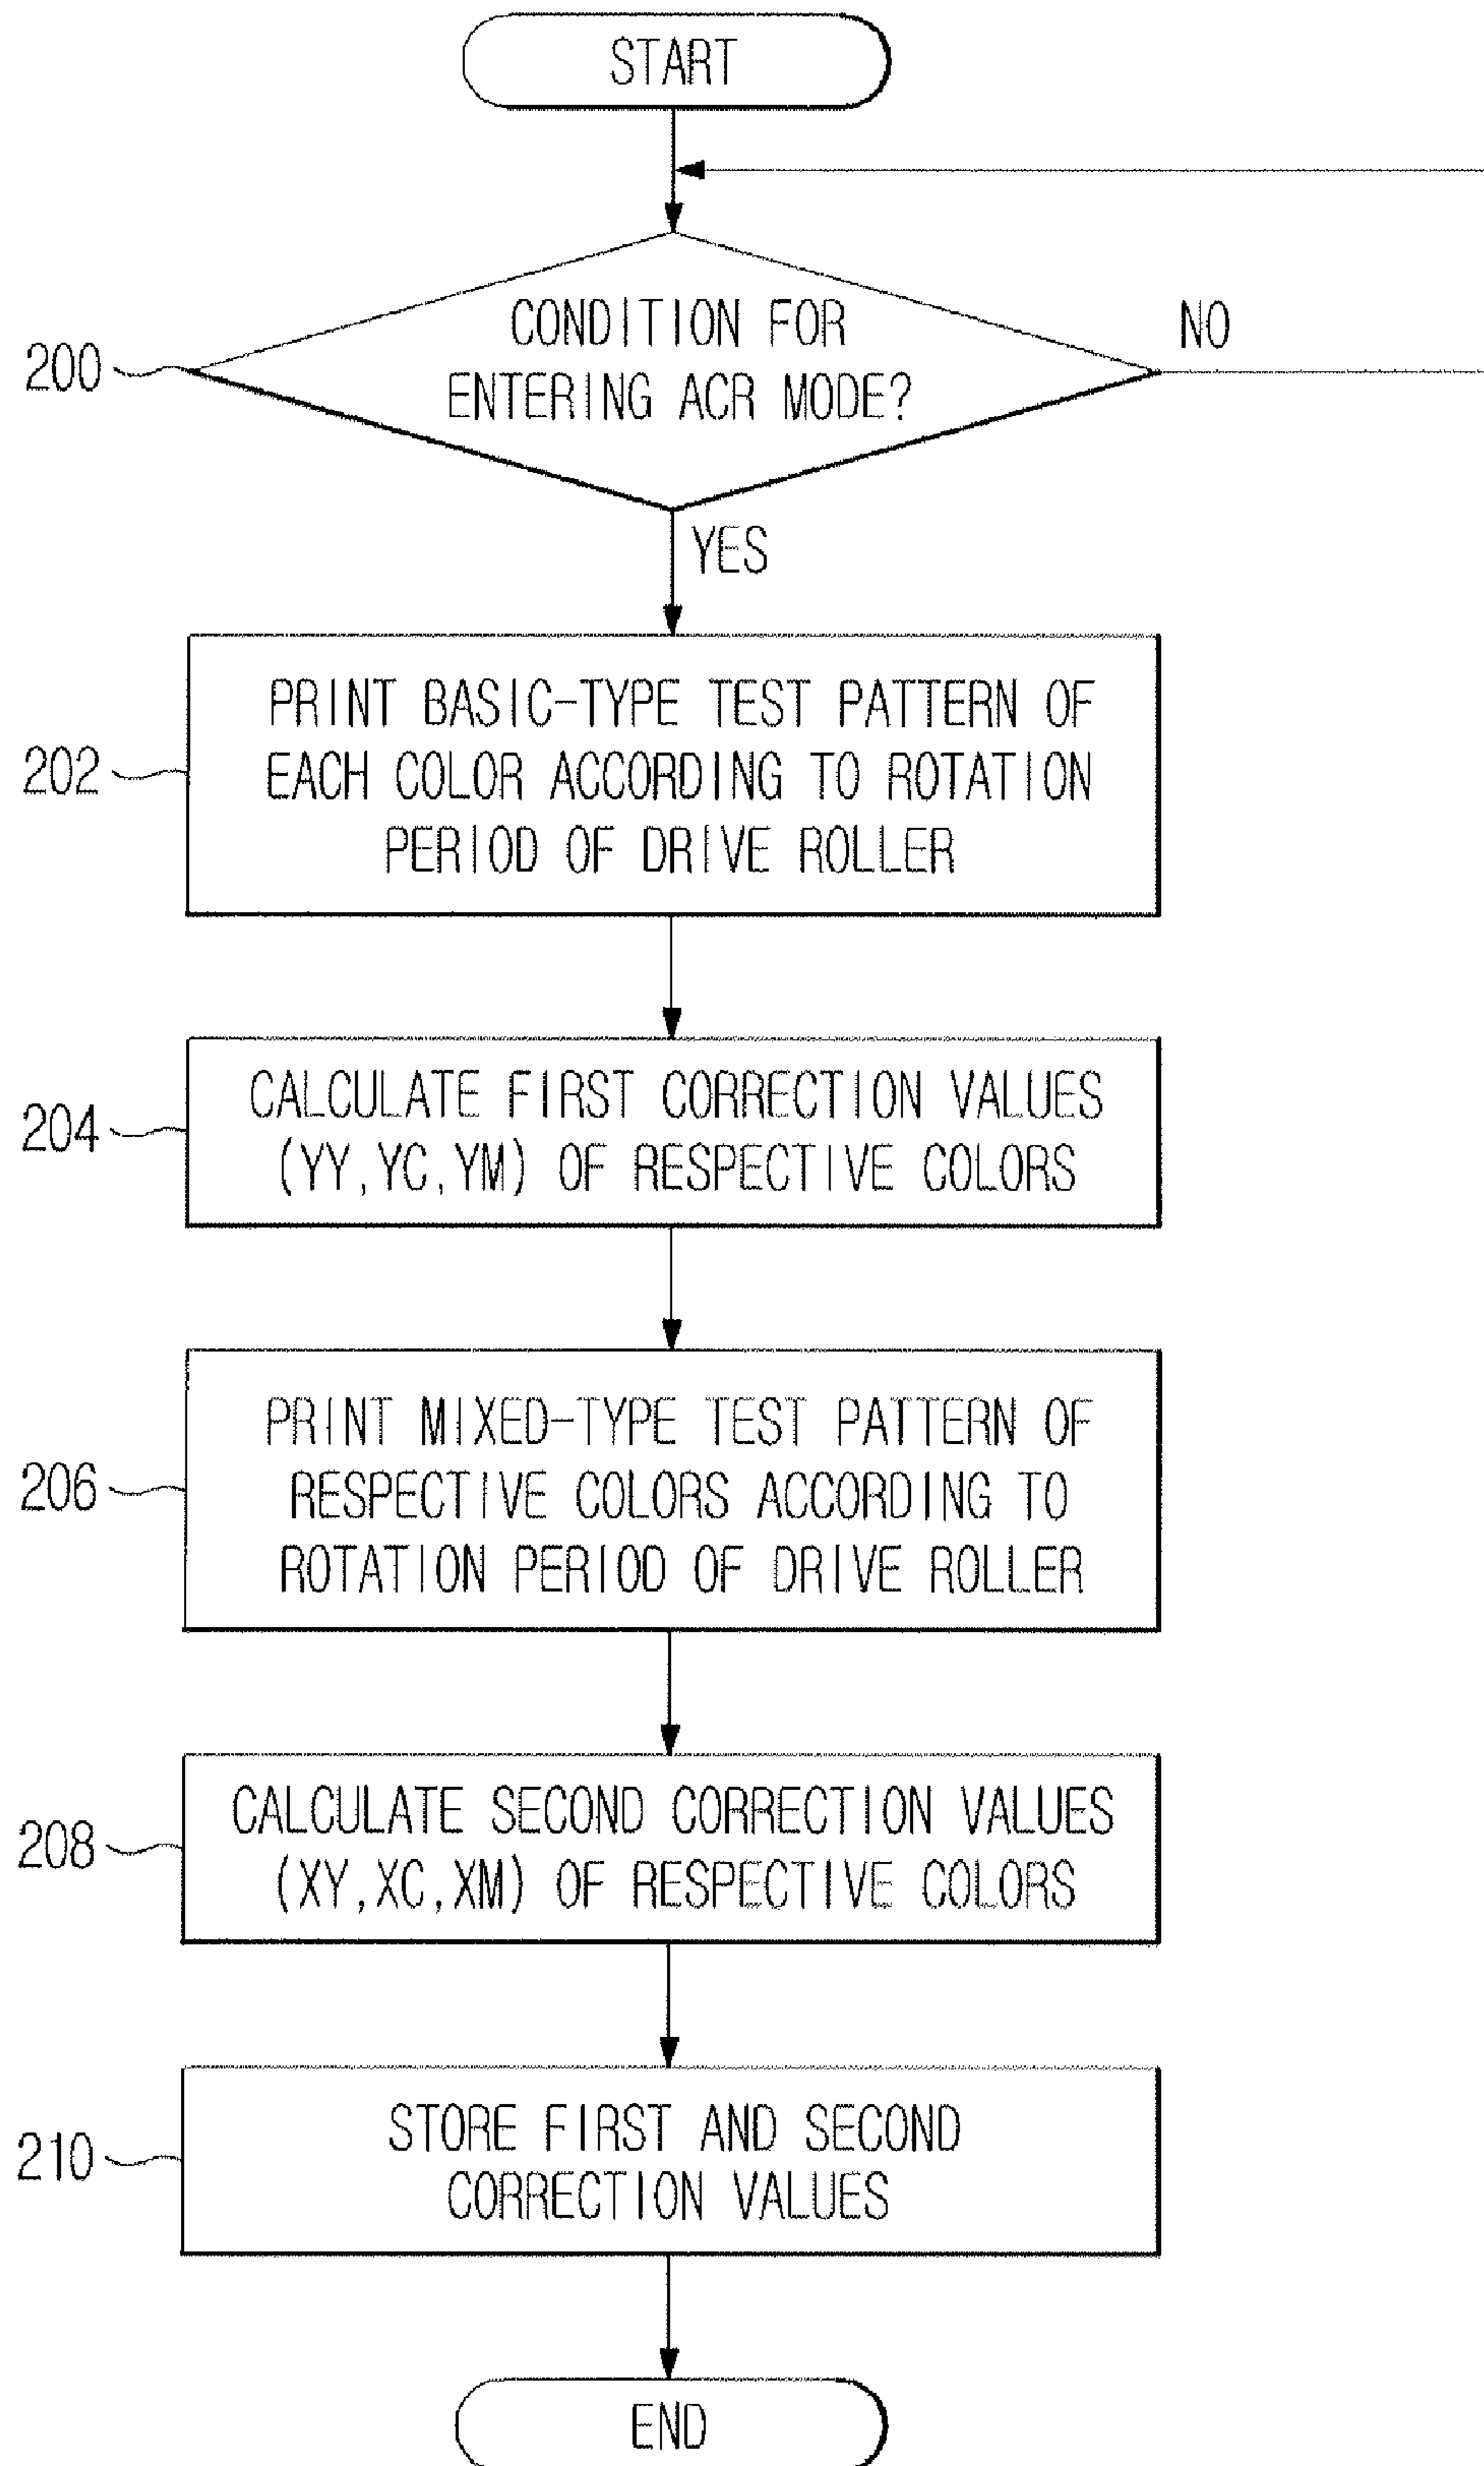 START
CONDITION FOR
ENTERING ACR MODE?
NO
200
YES
PRINT BASIC-TYPE TEST PATTERN OF
EACH COLOR ACCORDING TO ROTATION
PERIOD OF DRIVE ROLLER
202
CALCULATE FIRST CORRECTION VALUES
(YY,YC,YM) OF RESPECTIVE COLORS
204
PRINT MIXED-TYPE TEST PATTERN OF
RESPECTIVE COLORS ACCORDING TO
ROTATION PERIOD OF DRIVE ROLLER
206
CALCULATE SECOND CORRECTION VALUES
(XY,XC,XM) OF RESPECTIVE COLORS
208
STORE FIRST AND SECOND
CORRECTION VALUES
210
END